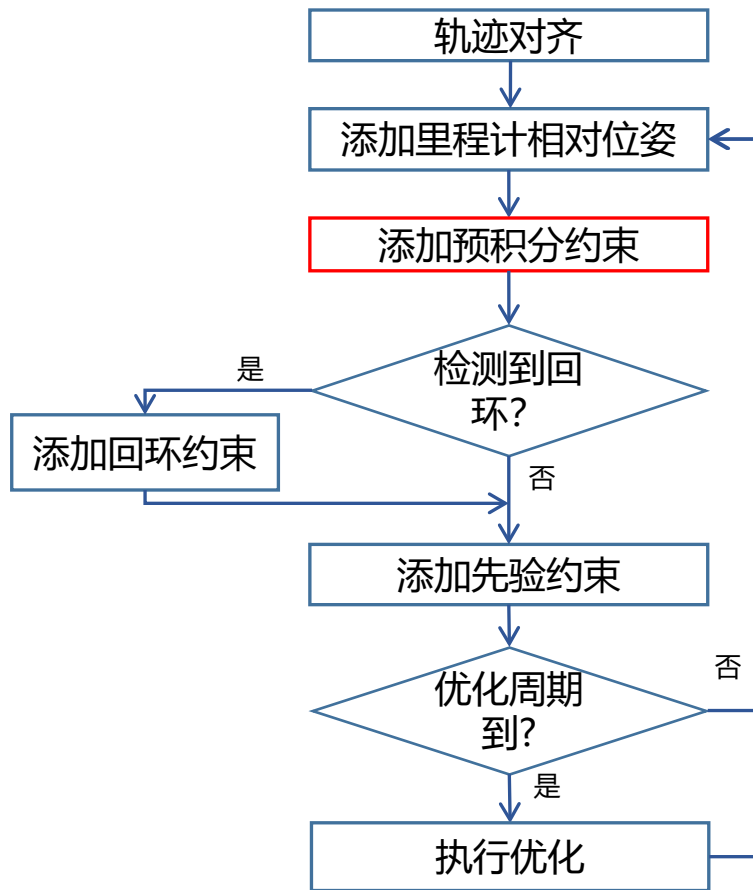 轨迹对齐
添加里程计相对位姿
添加预积分约束
检测到回
环?
是
添加回环约束
否
添加先验约束
优化周期
到?
否
是
执行优化